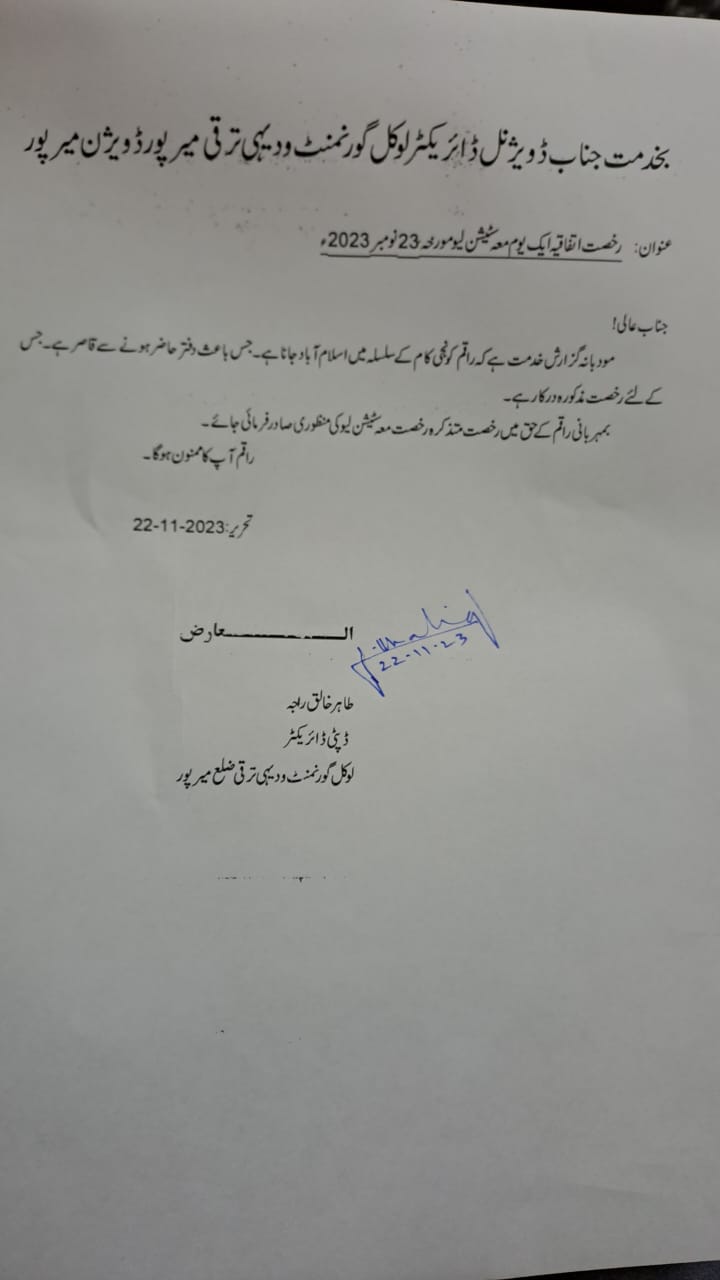 بخدمت جناب ڈویژنل ڈائریکٹر لوکل گورنمنٹ ودیہی ترقی میرپور ڈویژن میرپور
عنوان: رخصت اتفاقیہ ایک یوم معہ سٹیشن لیو مورخہ 23 نومبر 2023ء
جناب عالی!
مودبانہ گزارش خدمت ہے کہ راقم کو نجی کام کے سلسلہ میں اسلام آباد جانا ہے۔ جس باعث دفتر حاضر ہونے سے قاصر ہے۔ جس
کے لئے رخصت مذکورہ درکار ہے۔
بمہربانی راقم کے حق میں رخصت متذکرہ رخصت معہ سٹیشن لیو کی منظوری صادر فرمائی جائے۔
راقم آپ کا ممنون ہوگا۔
تحریر:22-11-2023
العارض
22-11-23
طاہر خالق راجہ
ڈپٹی ڈائریکٹر
لوکل گورنمنٹ ودیہی ترقی ضلع میرپور